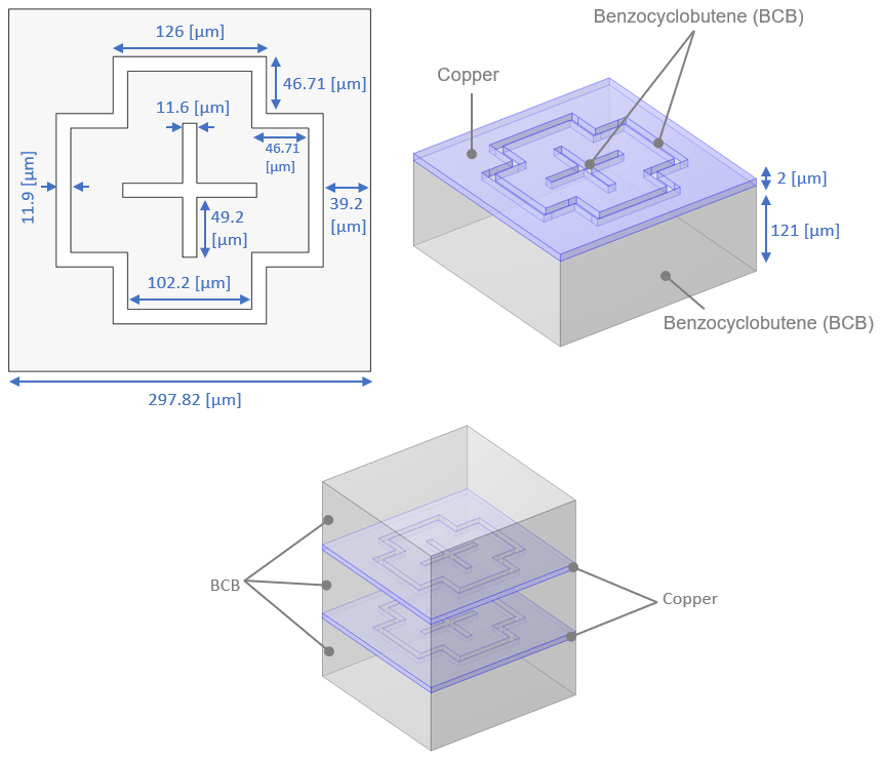 126 [µm]
46.71 [µm]
11.6 [µm]
46.71
[µm]
11.9 [µm]
49.2
[µm]
39.2
[µm]
102.2 [µm]
297.82 [µm]
Benzocyclobutene (BCB)
Copper
2 [µm]
121 [µm]
Benzocyclobutene (BCB)
BCB
Copper